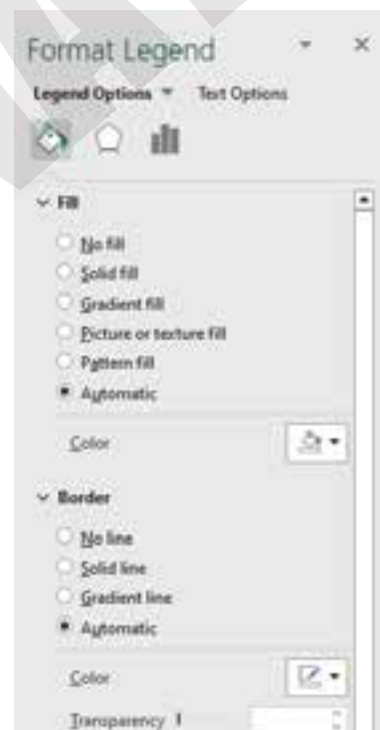 Format Legend
Legend Options Text Options
Fill
No fill
Solid fill
Gradient fill
Picture or texture fill
Pattern fill
Automatic
Color
Border
No line
Solid line
Gradient line
Automatic
Color
Transparency